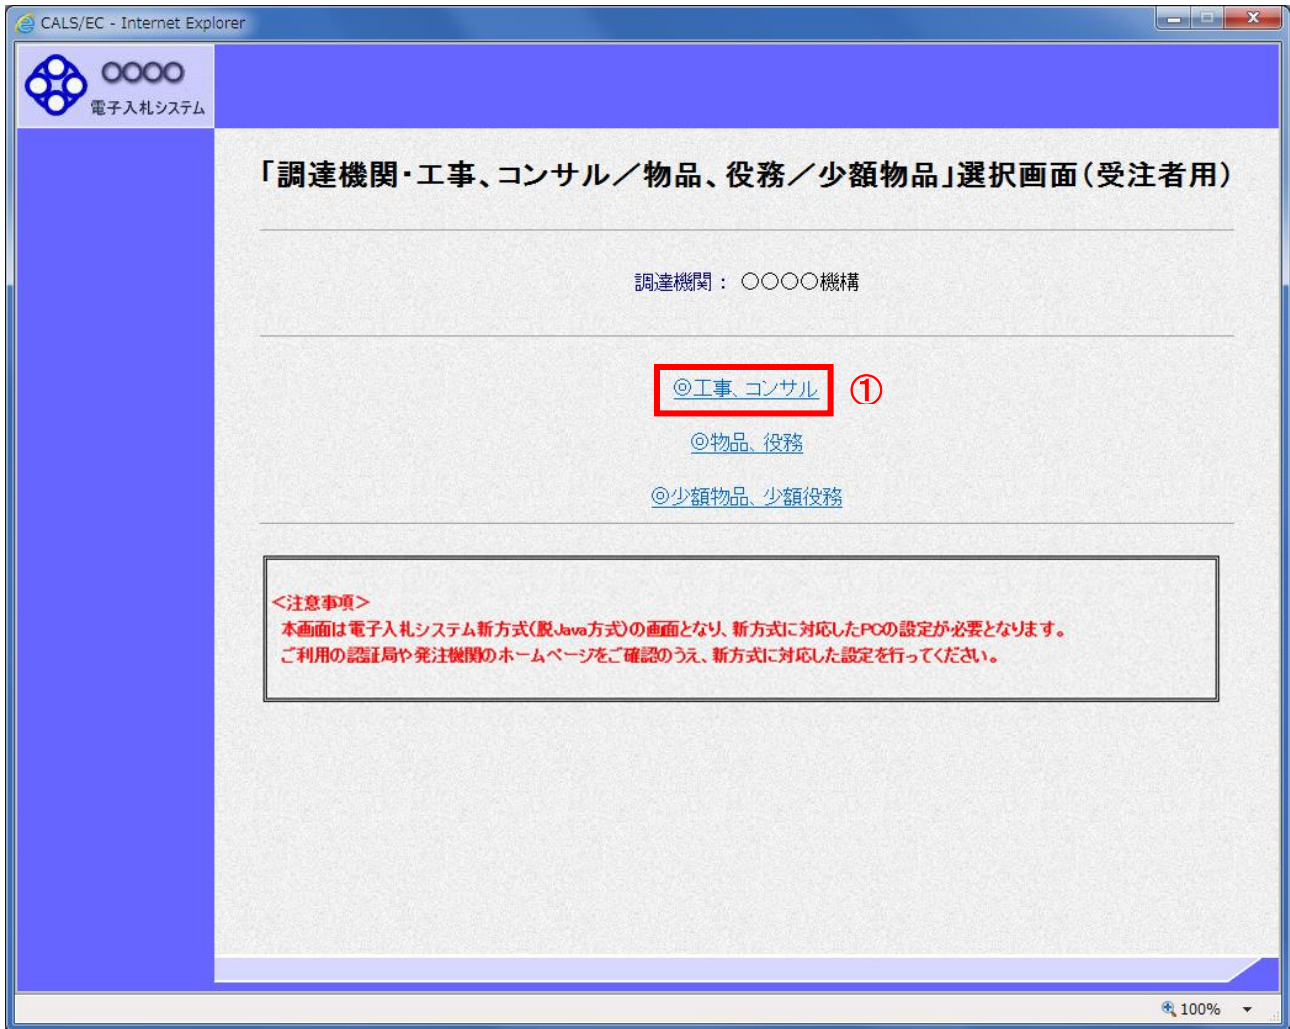 CALS/EC - Internet Explorer
〇〇〇〇
電子入札システム
「調達機関・工事、コンサル／物品、役務／少額物品」選択画面（受注者用）
調達機関： 〇〇〇〇機構
◎工事、コンサル ①
◎物品、役務
◎少額物品、少額役務
＜注意事項＞
本画面は電子入札システム新方式(脱Java方式)の画面となり、新方式に対応したPCの設定が必要となります。
ご利用の認証局や発注機関のホームページをご確認のうえ、新方式に対応した設定を行ってください。
100%